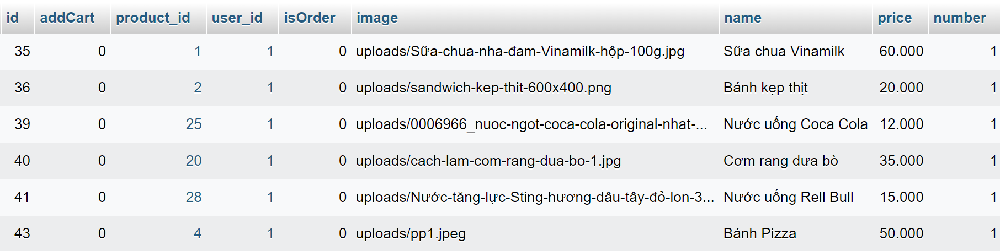 id addCart product_id user_id isOrder image name price number
35 0 1 1 0 uploads/Sữa-chua-nha-đam-Vinamilk-hộp-100g.jpg Sữa chua Vinamilk 60.000 1
36 0 2 1 0 uploads/sandwich-kep-thit-600x400.png Bánh kẹp thịt 20.000 1
39 0 25 1 0 uploads/0006966_nuoc-ngot-coca-cola-original-nhat-... Nước uống Coca Cola 12.000 1
40 0 20 1 0 uploads/cach-lam-com-rang-dua-bo-1.jpg Cơm rang dưa bò 35.000 1
41 0 28 1 0 uploads/Nước-tăng-lực-Sting-hương-dâu-tây-đỏ-lon-3... Nước uống Rell Bull 15.000 1
43 0 4 1 0 uploads/pp1.jpeg Bánh Pizza 50.000 1